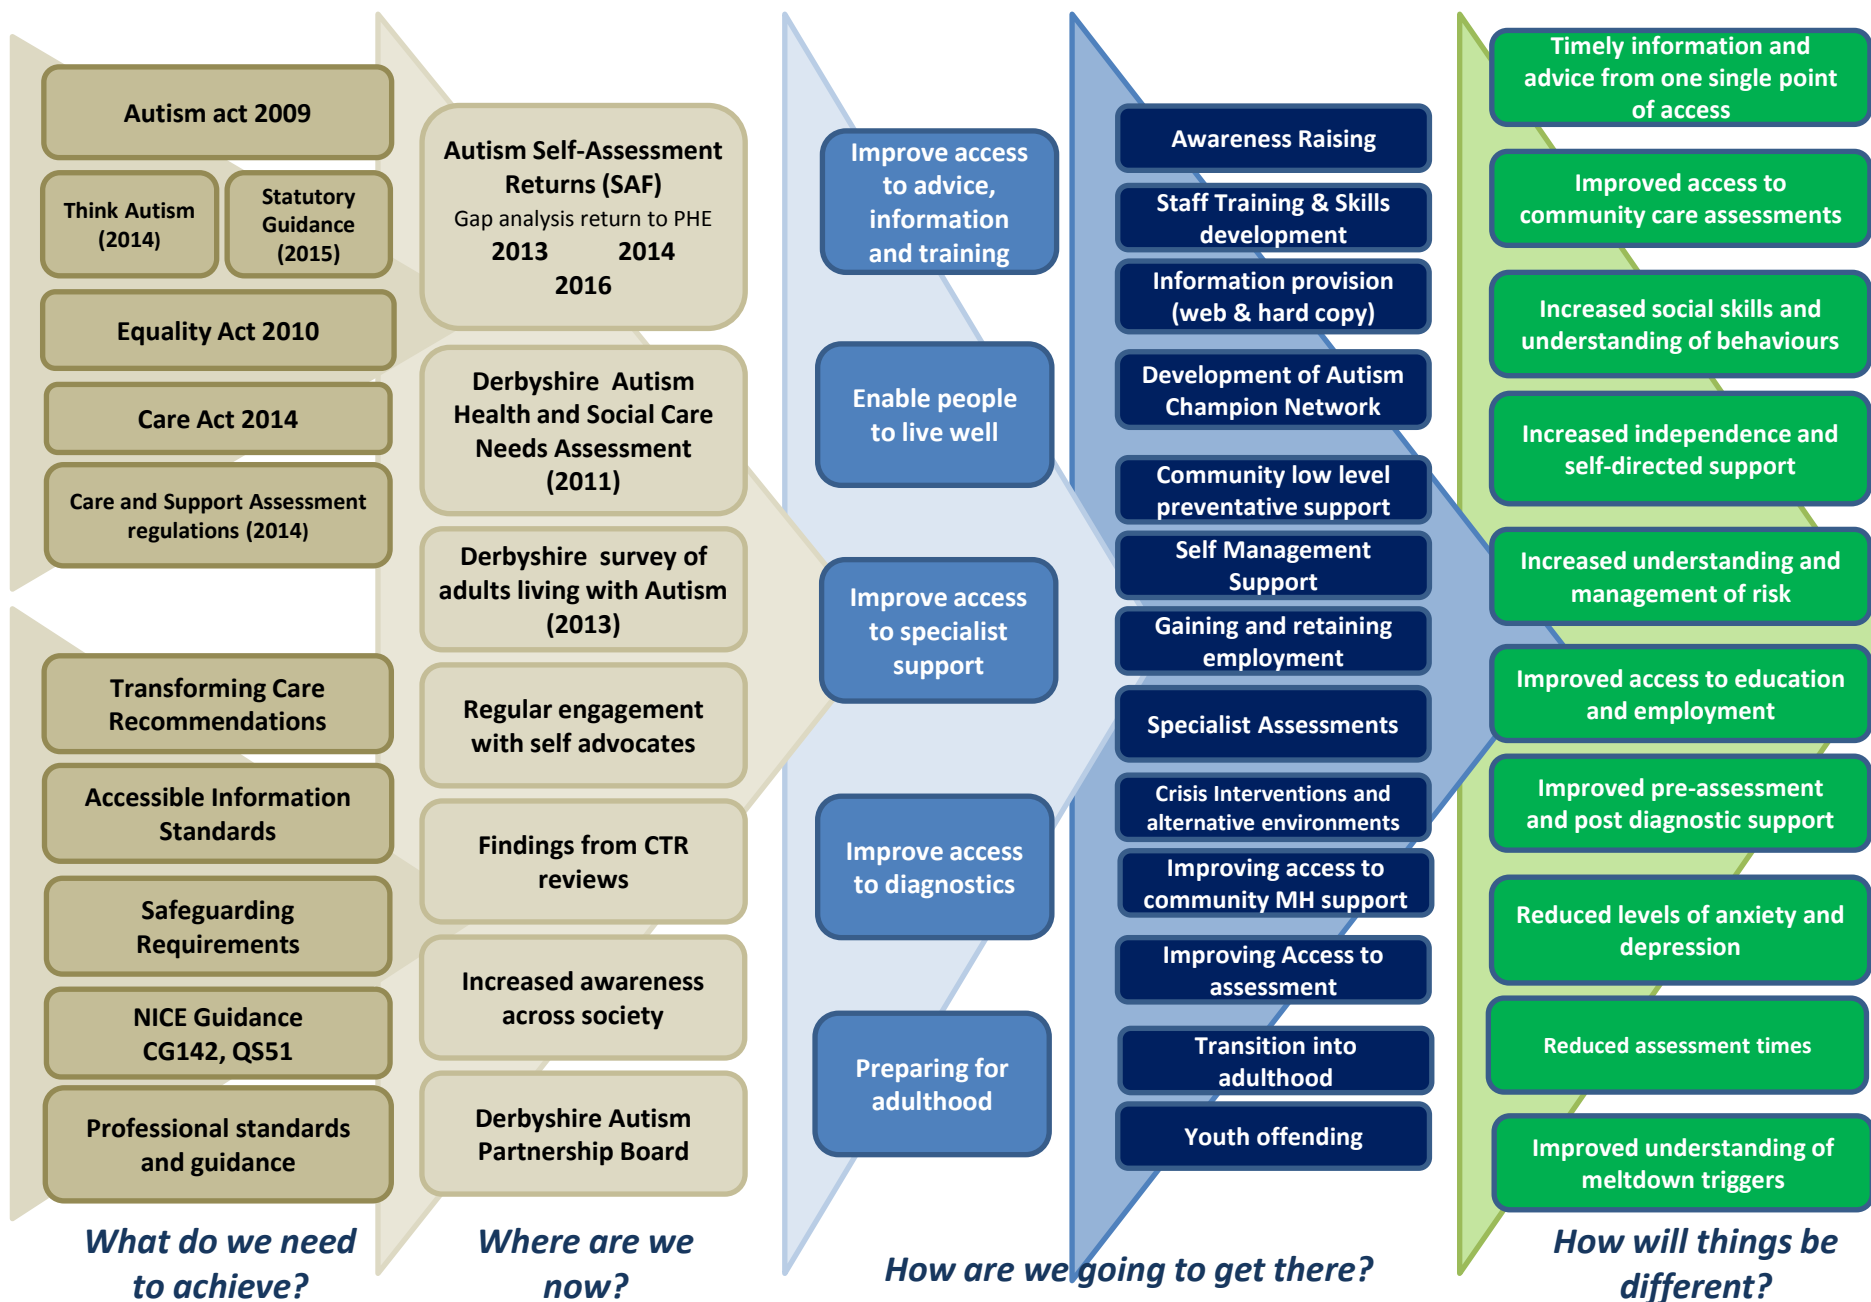 Autism act 2009
Think Autism
(2014)
Statutory
Guidance
(2015)
Equality Act 2010
Care Act 2014
Care and Support Assessment
regulations (2014)
Transforming Care
Recommendations
Accessible Information
Standards
Safeguarding
Requirements
NICE Guidance
CG142, QS51
Professional standards
and guidance
What do we need
to achieve?
Autism Self-Assessment
Returns (SAF)
Gap analysis return to PHE
2013 2014
2016
Derbyshire Autism
Health and Social Care
Needs Assessment
(2011)
Derbyshire survey of
adults living with Autism
(2013)
Regular engagement
with self advocates
Findings from CTR
reviews
Increased awareness
across society
Derbyshire Autism
Partnership Board
Where are we
now?
Improve access
to advice,
information
and training
Enable people
to live well
Improve access
to specialist
support
Improve access
to diagnostics
Preparing for
adulthood
Awareness Raising
Staff Training & Skills
development
Information provision
(web & hard copy)
Development of Autism
Champion Network
Community low level
preventative support
Self Management
Support
Gaining and retaining
employment
Specialist Assessments
Crisis Interventions and
alternative environments
Improving access to
community MH support
Improving Access to
assessment
Transition into
adulthood
Youth offending
How are we going to get there?
Timely information and
advice from one single point
of access
Improved access to
community care assessments
Increased social skills and
understanding of behaviours
Increased independence and
self-directed support
Increased understanding and
management of risk
Improved access to education
and employment
Improved pre-assessment
and post diagnostic support
Reduced levels of anxiety and
depression
Reduced assessment times
Improved understanding of
meltdown triggers
How will things be
different?